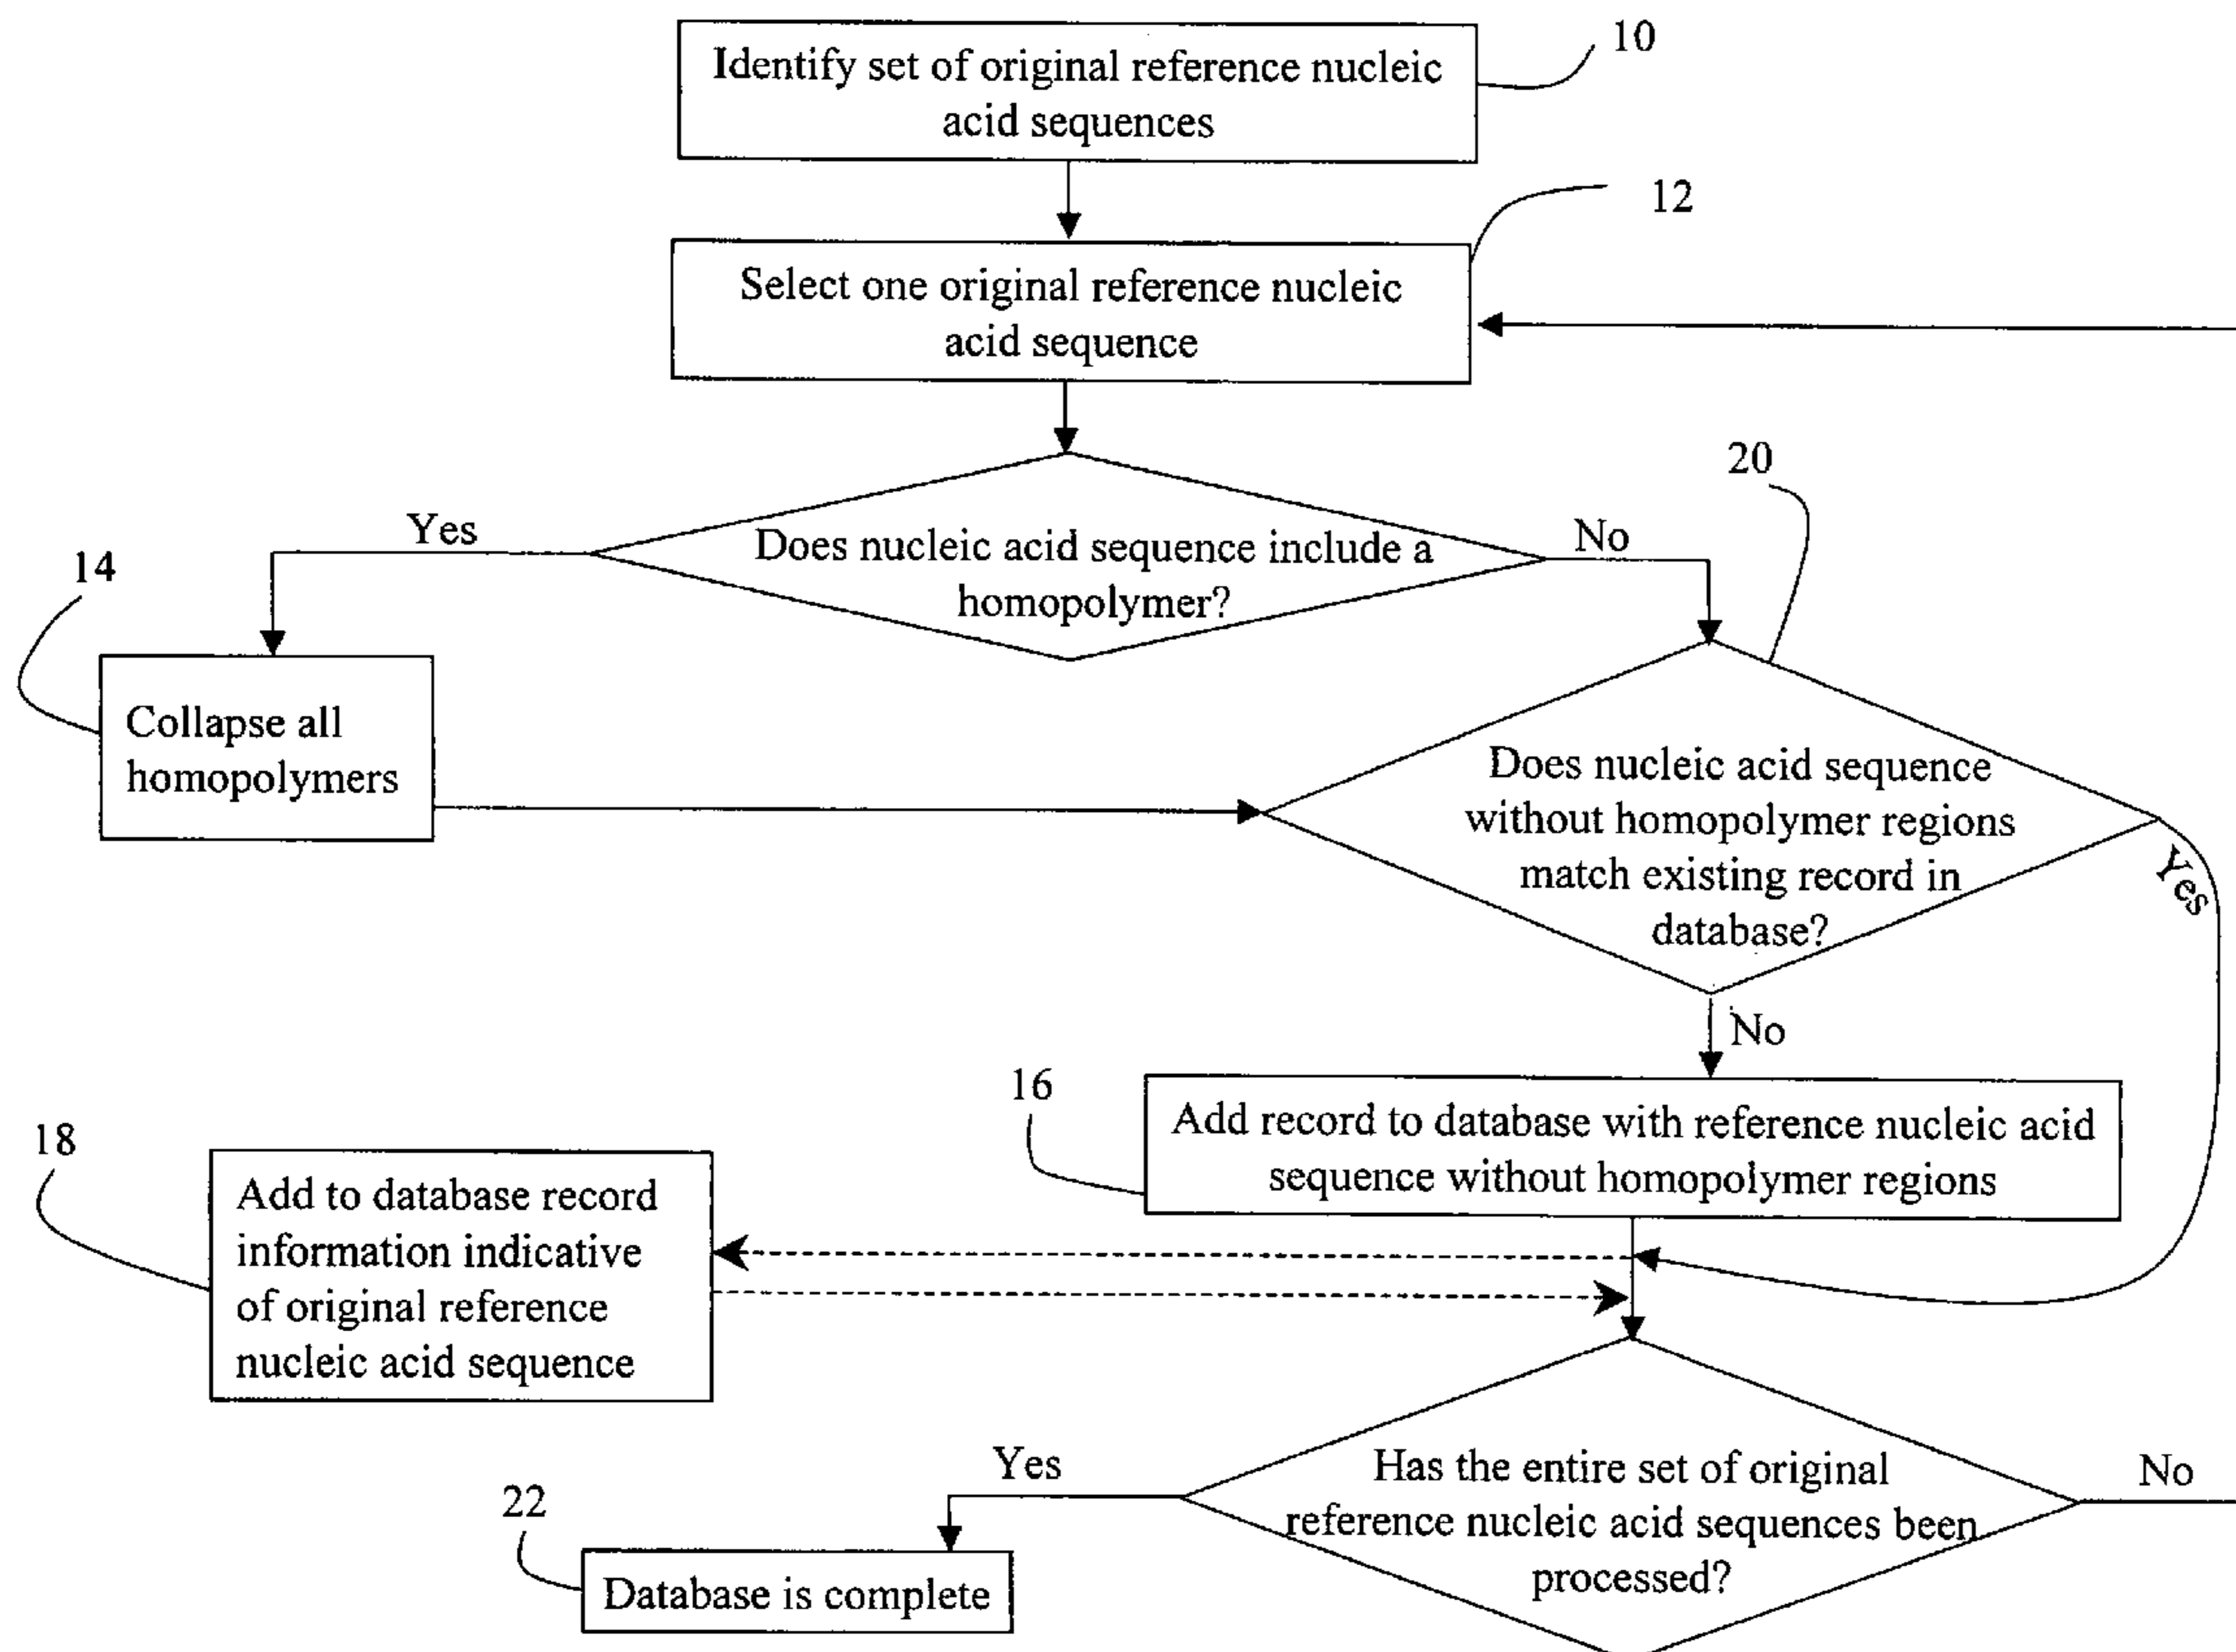 10
Identify set of original reference nucleic
acid sequences
12
Select one original reference nucleic
acid sequence
20
Yes
No
Does nucleic acid sequence include a
homopolymer?
14
Collapse all
homopolymers
Does nucleic acid sequence
without homopolymer regions
match existing record in
database?
Yes
No
16
Add record to database with reference nucleic acid
sequence without homopolymer regions
18
Add to database record
information indicative
of original reference
nucleic acid sequence
Yes
Has the entire set of original
reference nucleic acid sequences been
processed?
No
22
Database is complete